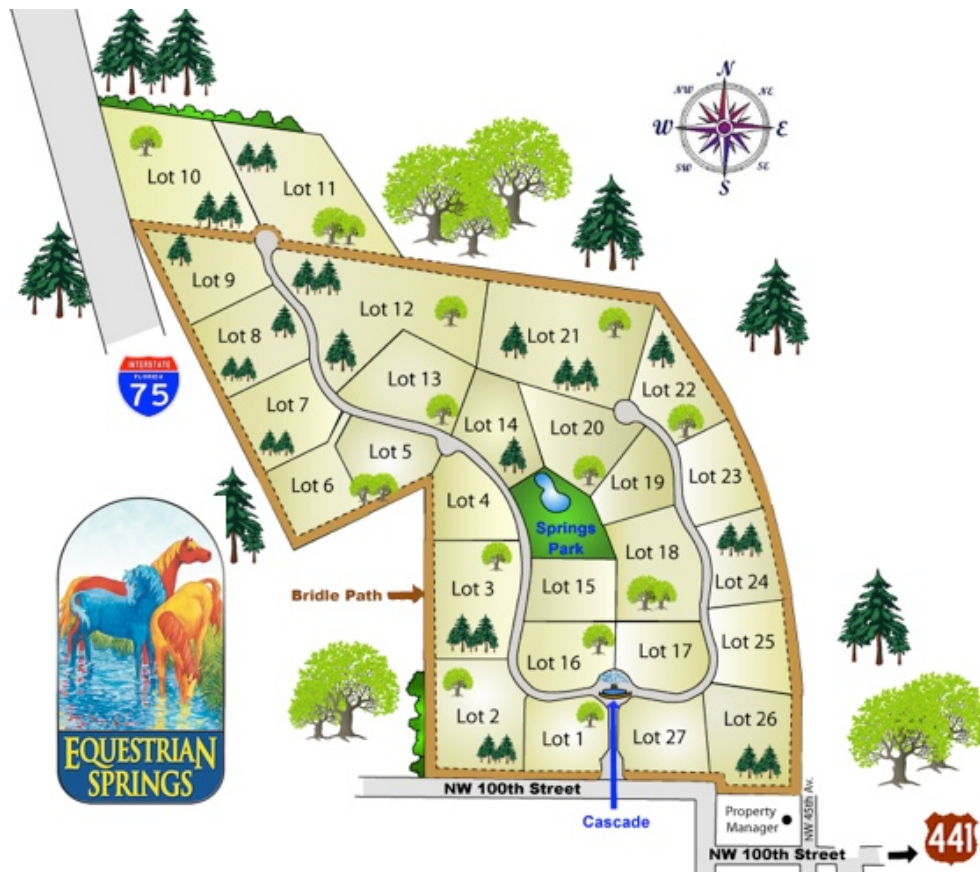 N
NW
NE
W
E
SW
SE
S
Lot 10
Lot 11
Lot 9
Lot 12
Lot 8
Lot 21
INTERSTATE
FLORIDA
75
Lot 13
Lot 22
Lot 7
Lot 14
Lot 20
Lot 5
Lot 23
Lot 6
Lot 19
Lot 4
Springs
Park
Lot 18
Lot 3
Lot 15
Lot 24
Bridle Path
Lot 25
Lot 16
Lot 17
Lot 2
Lot 26
Lot 1
Lot 27
EQUESTRIAN
SPRINGS
NW 100th Street
Cascade
Property
Manager
NW 45th Av.
NW 100th Street
441